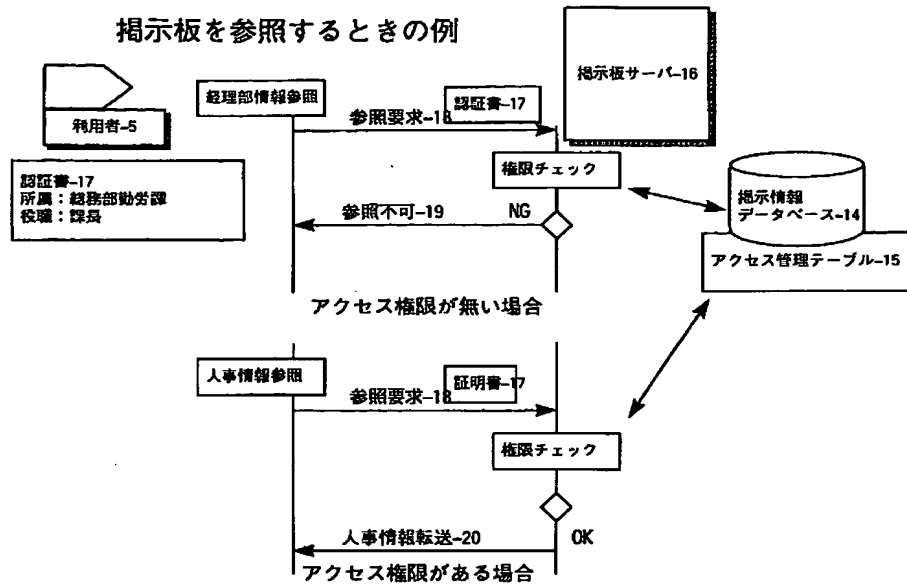 掲示板を参照するときの例
利用者-5
認証書-17
所属：総務部勤労課
役職：課長
経理部情報参照
参照要求-18
認証書-17
掲示板サーバ-16
権限チェック
参照不可-19
NG
掲示情報
データベース-14
アクセス管理テーブル-15
アクセス権限が無い場合
人事情報参照
参照要求-18
証明書-17
権限チェック
人事情報転送-20
OK
アクセス権限がある場合